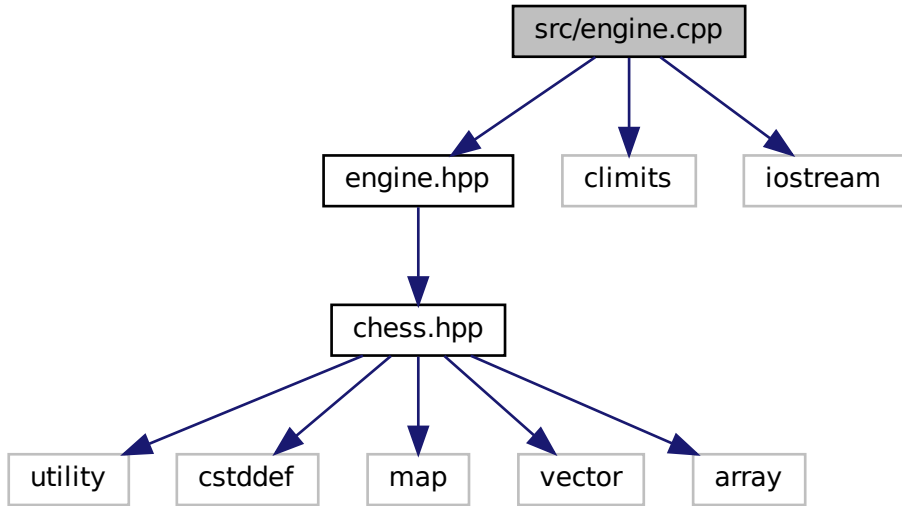 src/engine.cpp
engine.hpp
climits
iostream
chess.hpp
utility
cstddef
map
vector
array